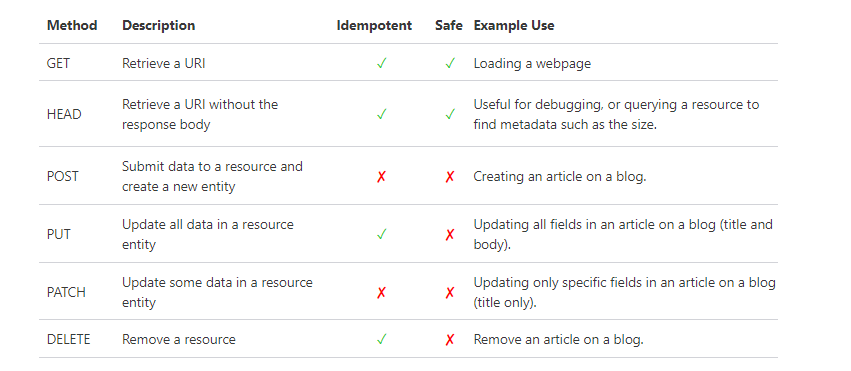 Method Description Idempotent Safe Example Use
GET Retrieve a URI ✓ ✓ Loading a webpage
HEAD Retrieve a URI without the response body ✓ ✓ Useful for debugging, or querying a resource to find metadata such as the size.
POST Submit data to a resource and create a new entity ✗ ✗ Creating an article on a blog.
PUT Update all data in a resource entity ✓ ✗ Updating all fields in an article on a blog (title and body).
PATCH Update some data in a resource entity ✗ ✗ Updating only specific fields in an article on a blog (title only).
DELETE Remove a resource ✓ ✗ Remove an article on a blog.